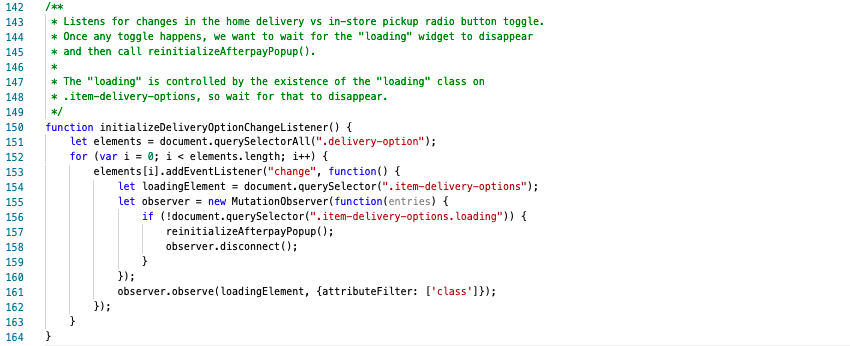 142 /**
143  * Listens for changes in the home delivery vs in-store pickup radio button toggle.
144  * Once any toggle happens, we want to wait for the "loading" widget to disappear
145  * and then call reinitializeAfterpayPopup().
146  *
147  * The "loading" is controlled by the existence of the "loading" class on
148  * .item-delivery-options, so wait for that to disappear.
149  */
150 function initializeDeliveryOptionChangeListener() {
151     let elements = document.querySelectorAll(".delivery-option");
152     for (var i = 0; i < elements.length; i++) {
153         elements[i].addEventListener("change", function() {
154             let loadingElement = document.querySelector(".item-delivery-options");
155             let observer = new MutationObserver(function(entries) {
156                 if (!document.querySelector(".item-delivery-options.loading")) {
157                     reinitializeAfterpayPopup();
158                     observer.disconnect();
159                 }
160             });
161             observer.observe(loadingElement, {attributeFilter: ['class']});
162         });
163     }
164 }